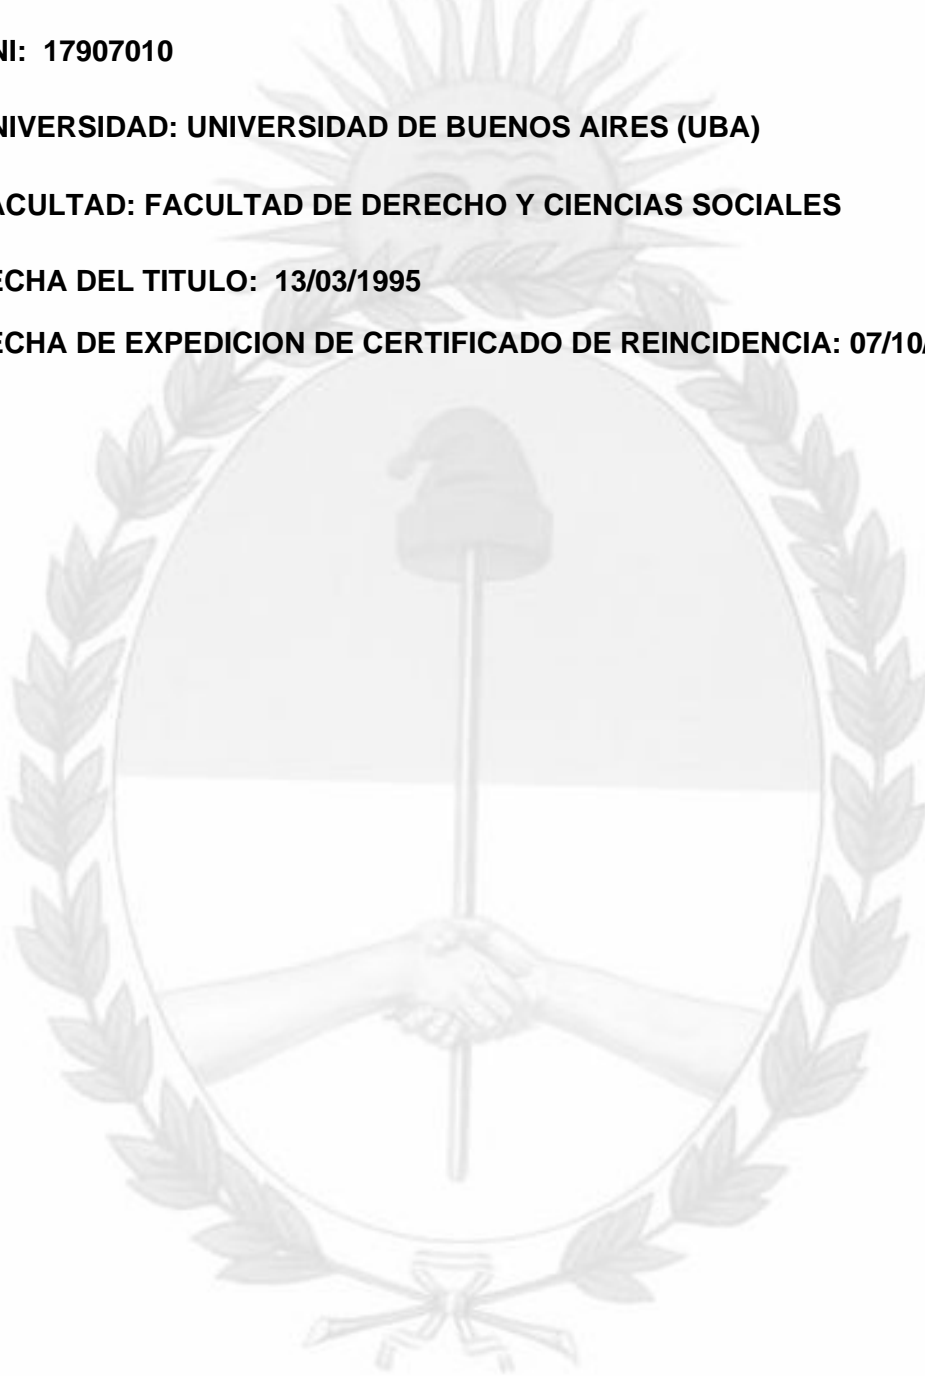 NI: 17907010
NIVERSIDAD: UNIVERSIDAD DE BUENOS AIRES (UBA)
ACULTAD: FACULTAD DE DERECHO Y CIENCIAS SOCIALES
ECHA DEL TITULO: 13/03/1995
ECHA DE EXPEDICION DE CERTIFICADO DE REINCIDENCIA: 07/10/